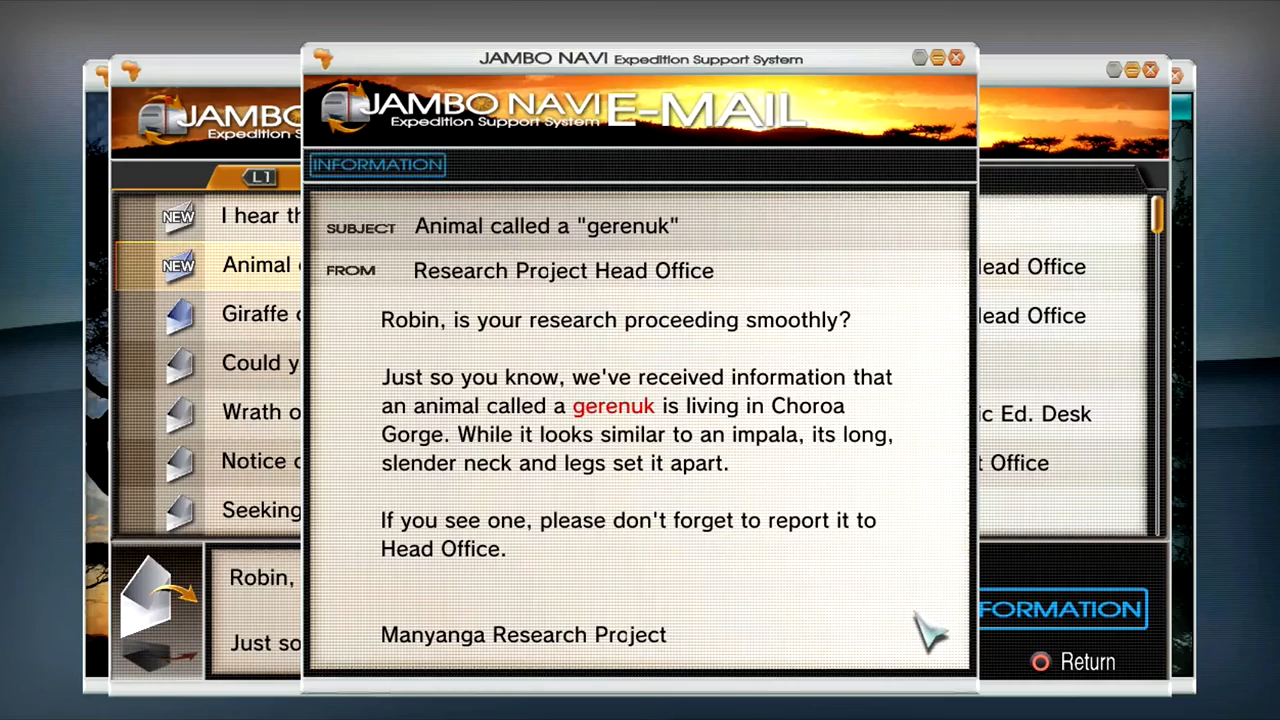 JAMBO NAVI Expedition Support System
JAMBO NAVI E-MAIL
Expedition Support System
JAMBO
Expedition S
INFORMATION
L1
SUBJECT Animal called a "gerenuk"
FROM Research Project Head Office
Robin, is your research proceeding smoothly?
Just so you know, we've received information that
an animal called a gerenuk is living in Choroa
Gorge. While it looks similar to an impala, its long,
slender neck and legs set it apart.
If you see one, please don't forget to report it to
Head Office.
Manyanga Research Project
NEW I hear th
NEW Animal
Giraffe
Could y
Wrath o
Notice
Seeking
ead Office
ead Office
ic Ed. Desk
t Office
Robin,
Just so
FORMATION
Return